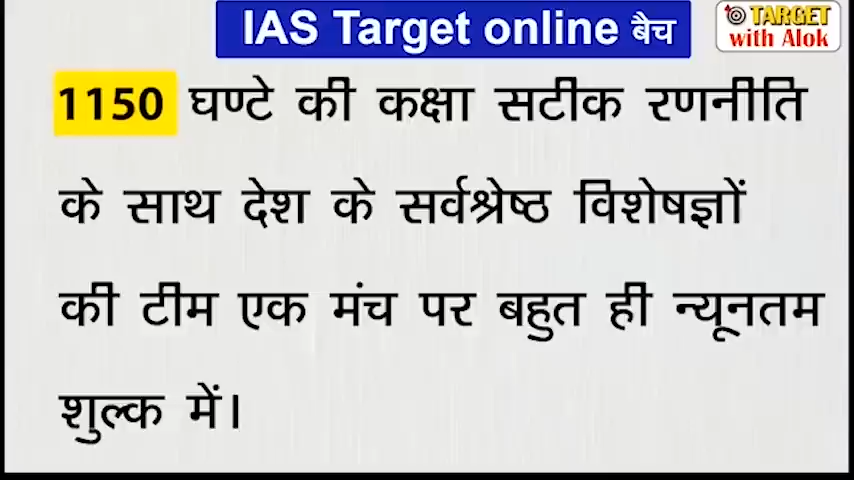 IAS Target online बैच
TARGET
with Alok
1150 घण्टे की कक्षा सटीक रणनीति
के साथ देश के सर्वश्रेष्ठ विशेषज्ञों
की टीम एक मंच पर बहुत ही न्यूनतम
शुल्क में।